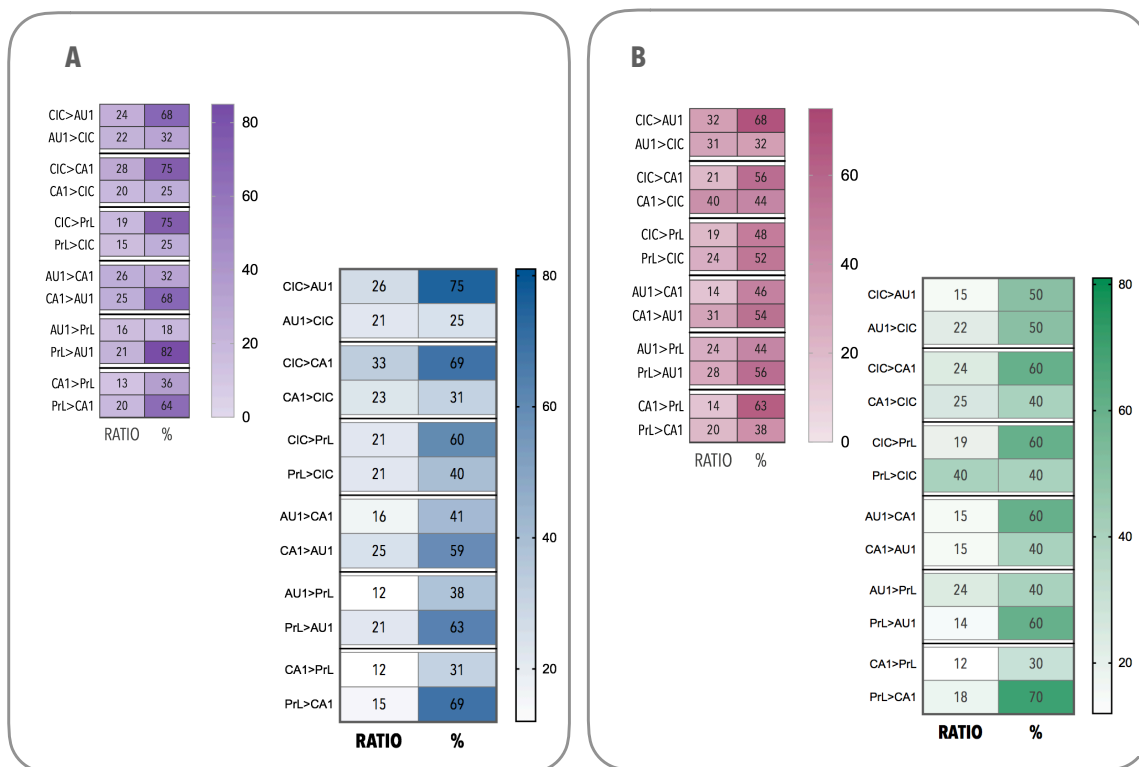 A
CIC>AU1 24 68
AU1>CIC 22 32
CIC>CA1 28 75
CA1>CIC 20 25
CIC>PrL 19 75
PrL>CIC 15 25
AU1>CA1 26 32
CA1>AU1 25 68
AU1>PrL 16 18
PrL>AU1 21 82
CA1>PrL 13 36
PrL>CA1 20 64
RATIO %
80
60
40
20
0
CIC>AU1 26 75
AU1>CIC 21 25
CIC>CA1 33 69
CA1>CIC 23 31
CIC>PrL 21 60
PrL>CIC 21 40
AU1>CA1 16 41
CA1>AU1 25 59
AU1>PrL 12 38
PrL>AU1 21 63
CA1>PrL 12 31
PrL>CA1 15 69
RATIO %
80
60
40
20
B
CIC>AU1 32 68
AU1>CIC 31 32
CIC>CA1 21 56
CA1>CIC 40 44
CIC>PrL 19 48
PrL>CIC 24 52
AU1>CA1 14 46
CA1>AU1 31 54
AU1>PrL 24 44
PrL>AU1 28 56
CA1>PrL 14 63
PrL>CA1 20 38
RATIO %
60
40
20
0
CIC>AU1 15 50
AU1>CIC 22 50
CIC>CA1 24 60
CA1>CIC 25 40
CIC>PrL 19 60
PrL>CIC 40 40
AU1>CA1 15 60
CA1>AU1 15 40
AU1>PrL 24 40
PrL>AU1 14 60
CA1>PrL 12 30
PrL>CA1 18 70
RATIO %
80
60
40
20